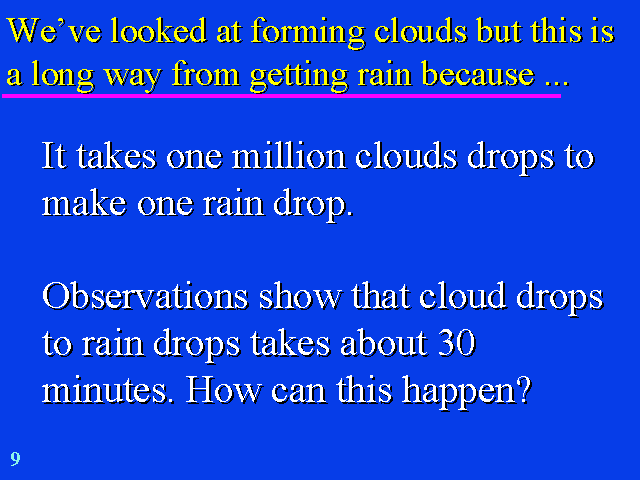 We've looked at forming clouds but this is
a long way from getting rain because ...
It takes one million clouds drops to
make one rain drop.
Observations show that cloud drops
to rain drops takes about 30
minutes. How can this happen?
9